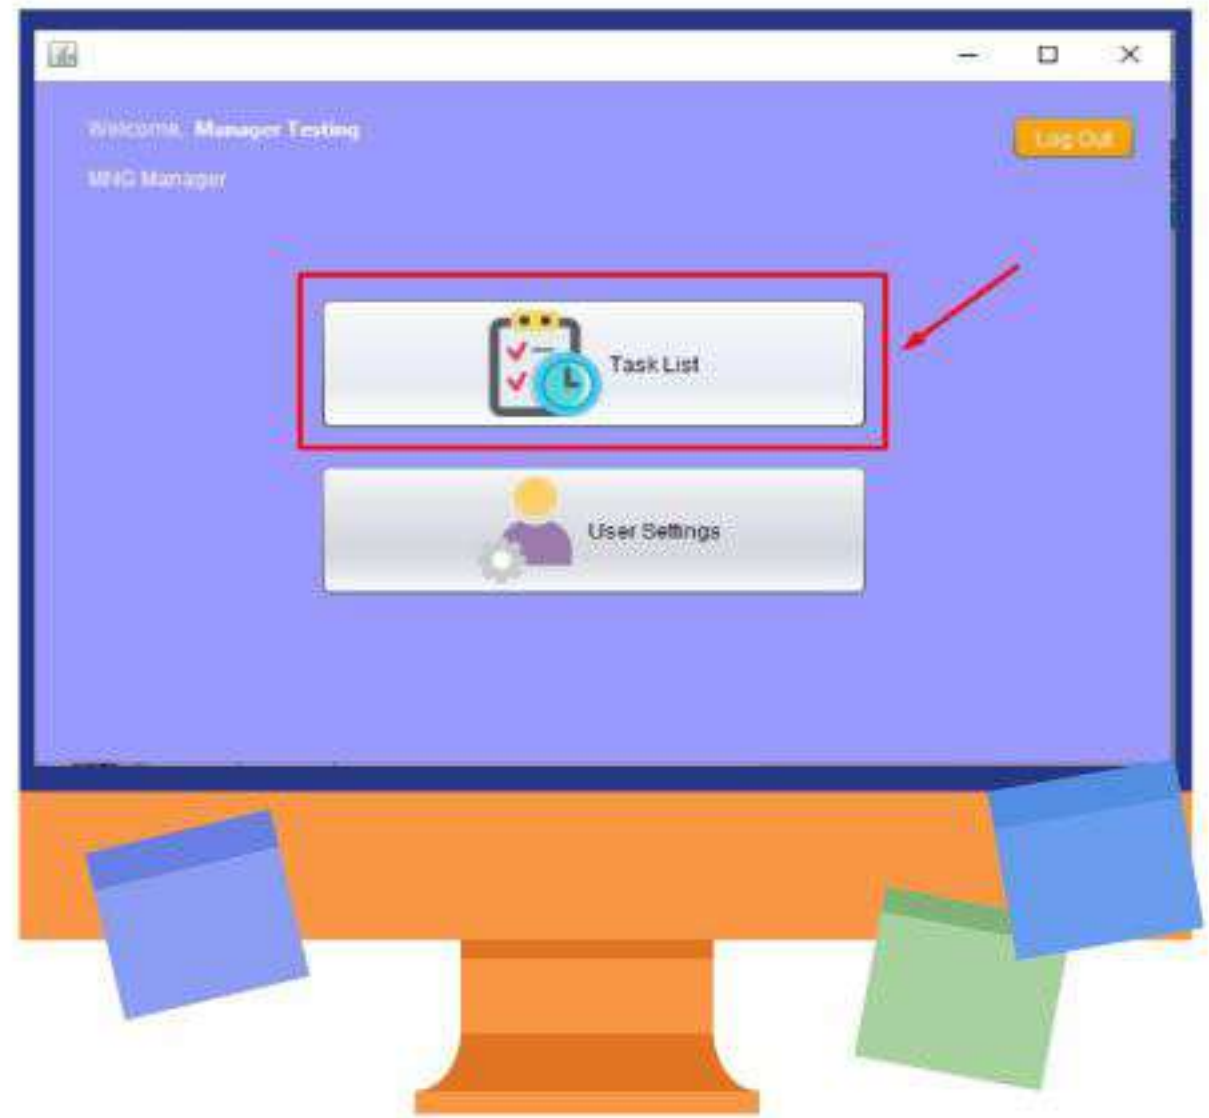 Welcome, Manager Testing
Log Out
MNG Manager
Task List
User Settings